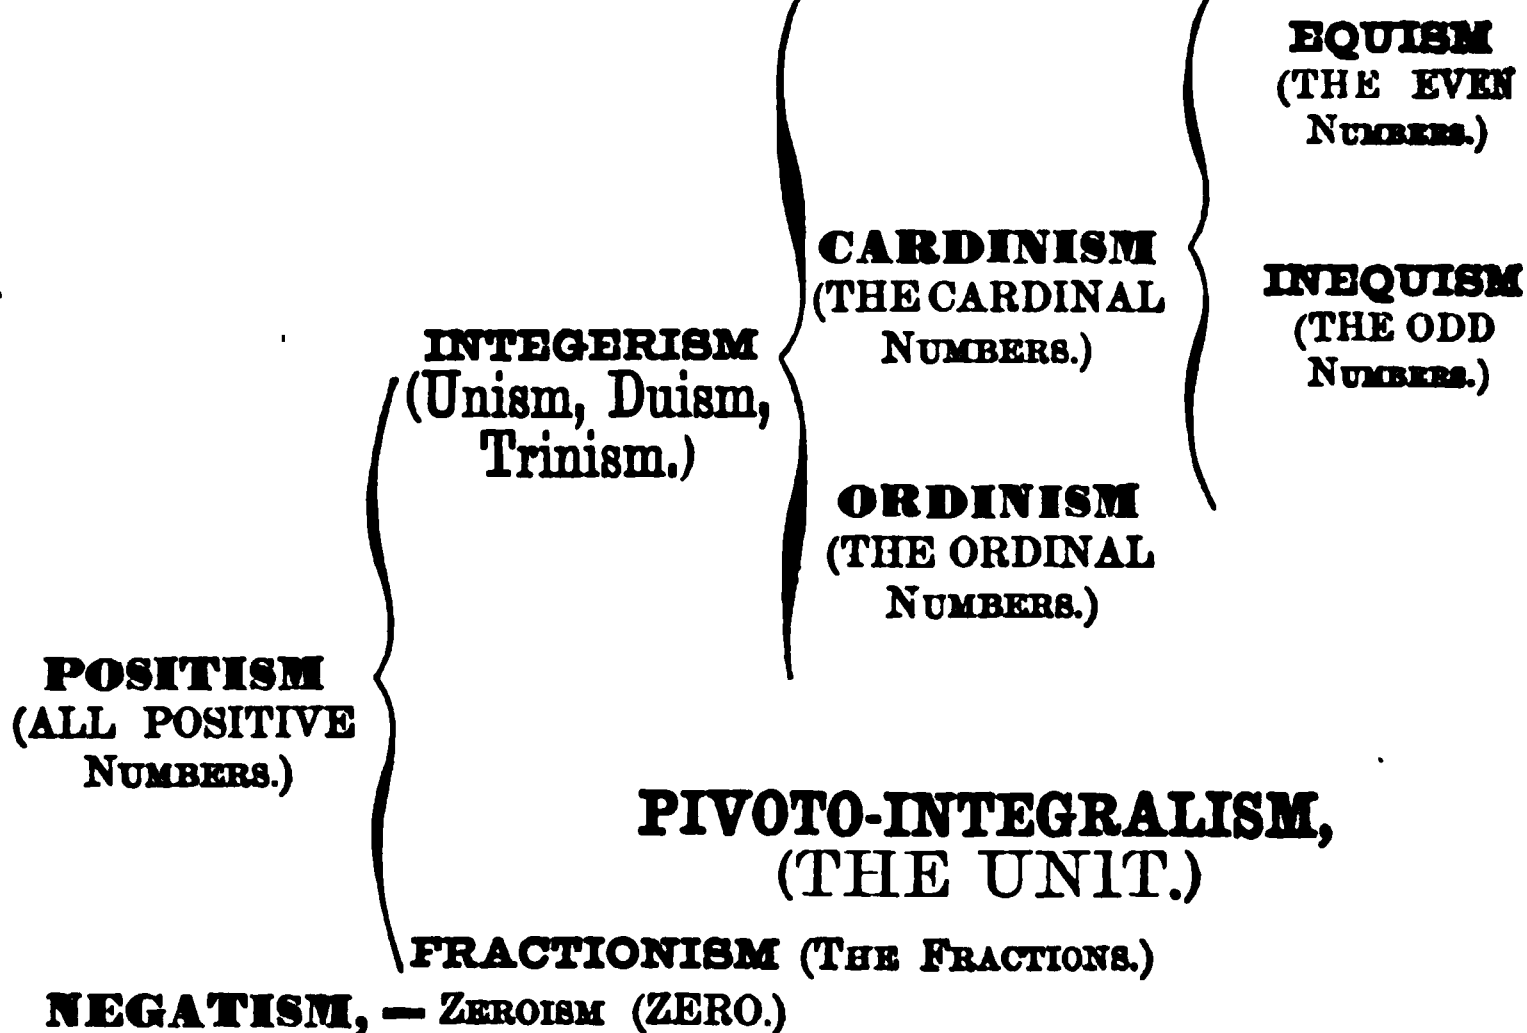 EQUISM
(THE EVEN
NUMBERS.)
CARDINISM
(THE CARDINAL
NUMBERS.)
INEQUISM
(THE ODD
NUMBERS.)
INTEGERISM
(Unism, Duism,
Trinism.)
ORDINISM
(THE ORDINAL
NUMBERS.)
POSITISM
(ALL POSITIVE
NUMBERS.)
PIVOTO-INTEGRALISM,
(THE UNIT.)
FRACTIONISM (THE FRACTIONS.)
NEGATISM, — ZEROISM (ZERO.)